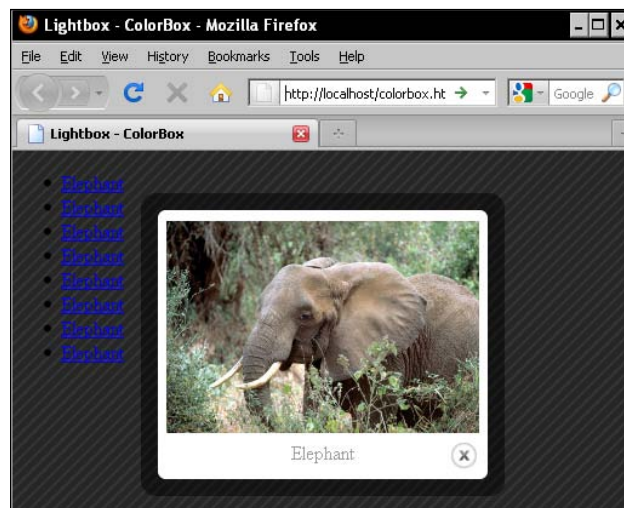 Lightbox - ColorBox - Mozilla Firefox
File Edit View History Bookmarks Tools Help
http://localhost/colorbox.ht Google
Lightbox - ColorBox
Elephant
Elephant
Elephant
Elephant
Elephant
Elephant
Elephant
Elephant
Elephant